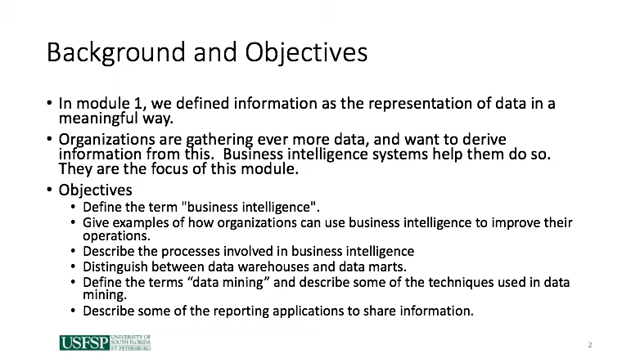 Background and Objectives
• In module 1, we defined information as the representation of data in a
meaningful way.
• Organizations are gathering ever more data, and want to derive
information from this. Business intelligence systems help them do so.
They are the focus of this module.
• Objectives
• Define the term "business intelligence".
• Give examples of how organizations can use business intelligence to improve their
operations.
• Describe the processes involved in business intelligence
• Distinguish between data warehouses and data marts.
• Define the terms “data mining” and describe some of the techniques used in data
mining.
• Describe some of the reporting applications to share information.
USFSP
UNIVERSITY OF
SOUTH FLORIDA
ST. PETERSBURG
2